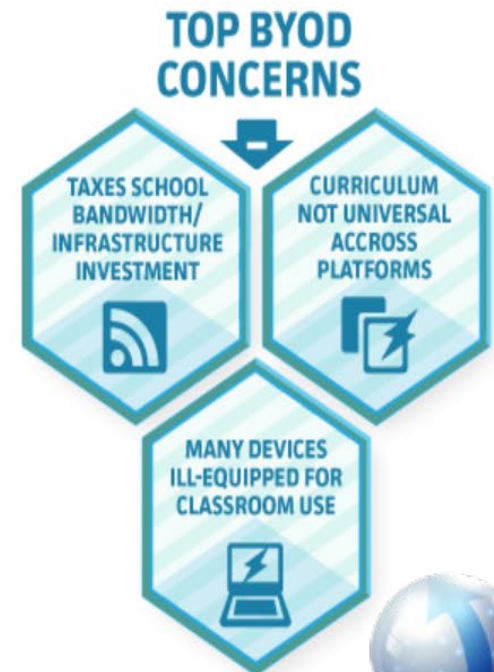 TOP BYOD
CONCERNS
TAXES SCHOOL
BANDWIDTH/
INFRASTRUCTURE
INVESTMENT
CURRICULUM
NOT UNIVERSAL
ACCROSS
PLATFORMS
MANY DEVICES
ILL-EQUIPPED FOR
CLASSROOM USE